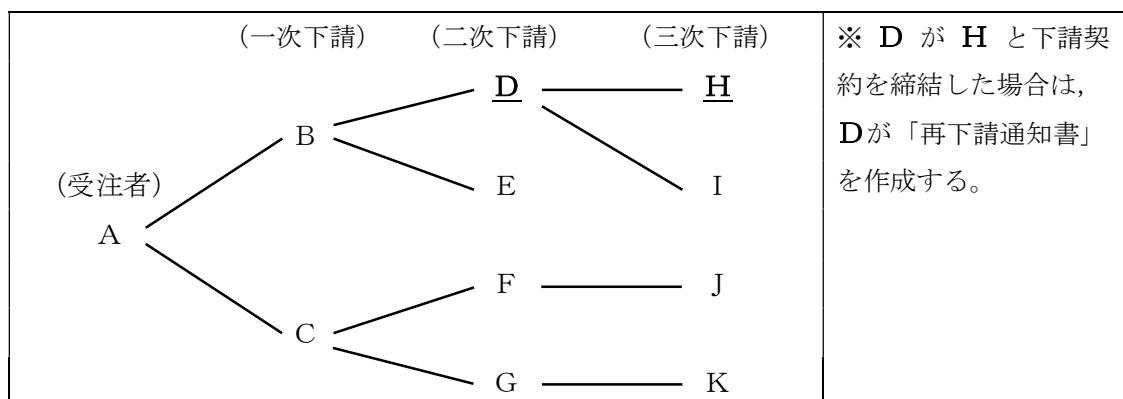 (一次下請) (二次下請) (三次下請)
D H
B
(受注者) E I
A
F J
C
G K
※ D が H と下請契
約を締結した場合は,
Dが「再下請通知書」
を作成する。